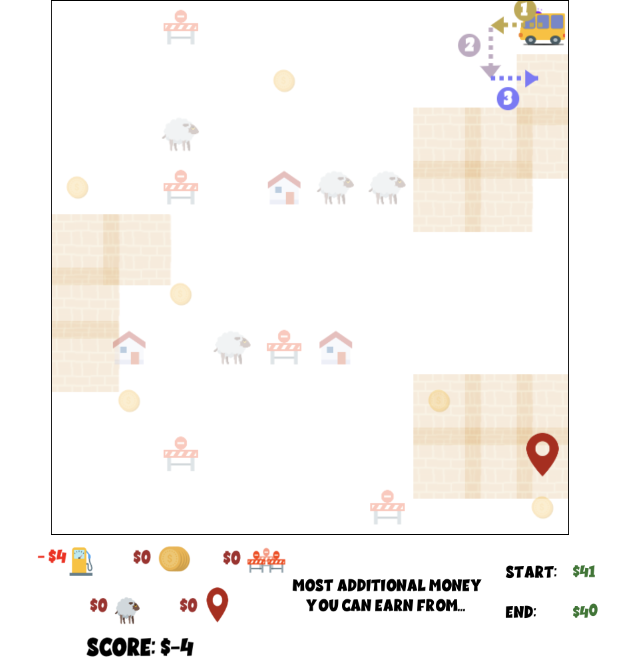 1
2
3
- $4
$0
$0
$0
$0
SCORE: $-4
MOST ADDITIONAL MONEY
YOU CAN EARN FROM...
START: $41
END: $40